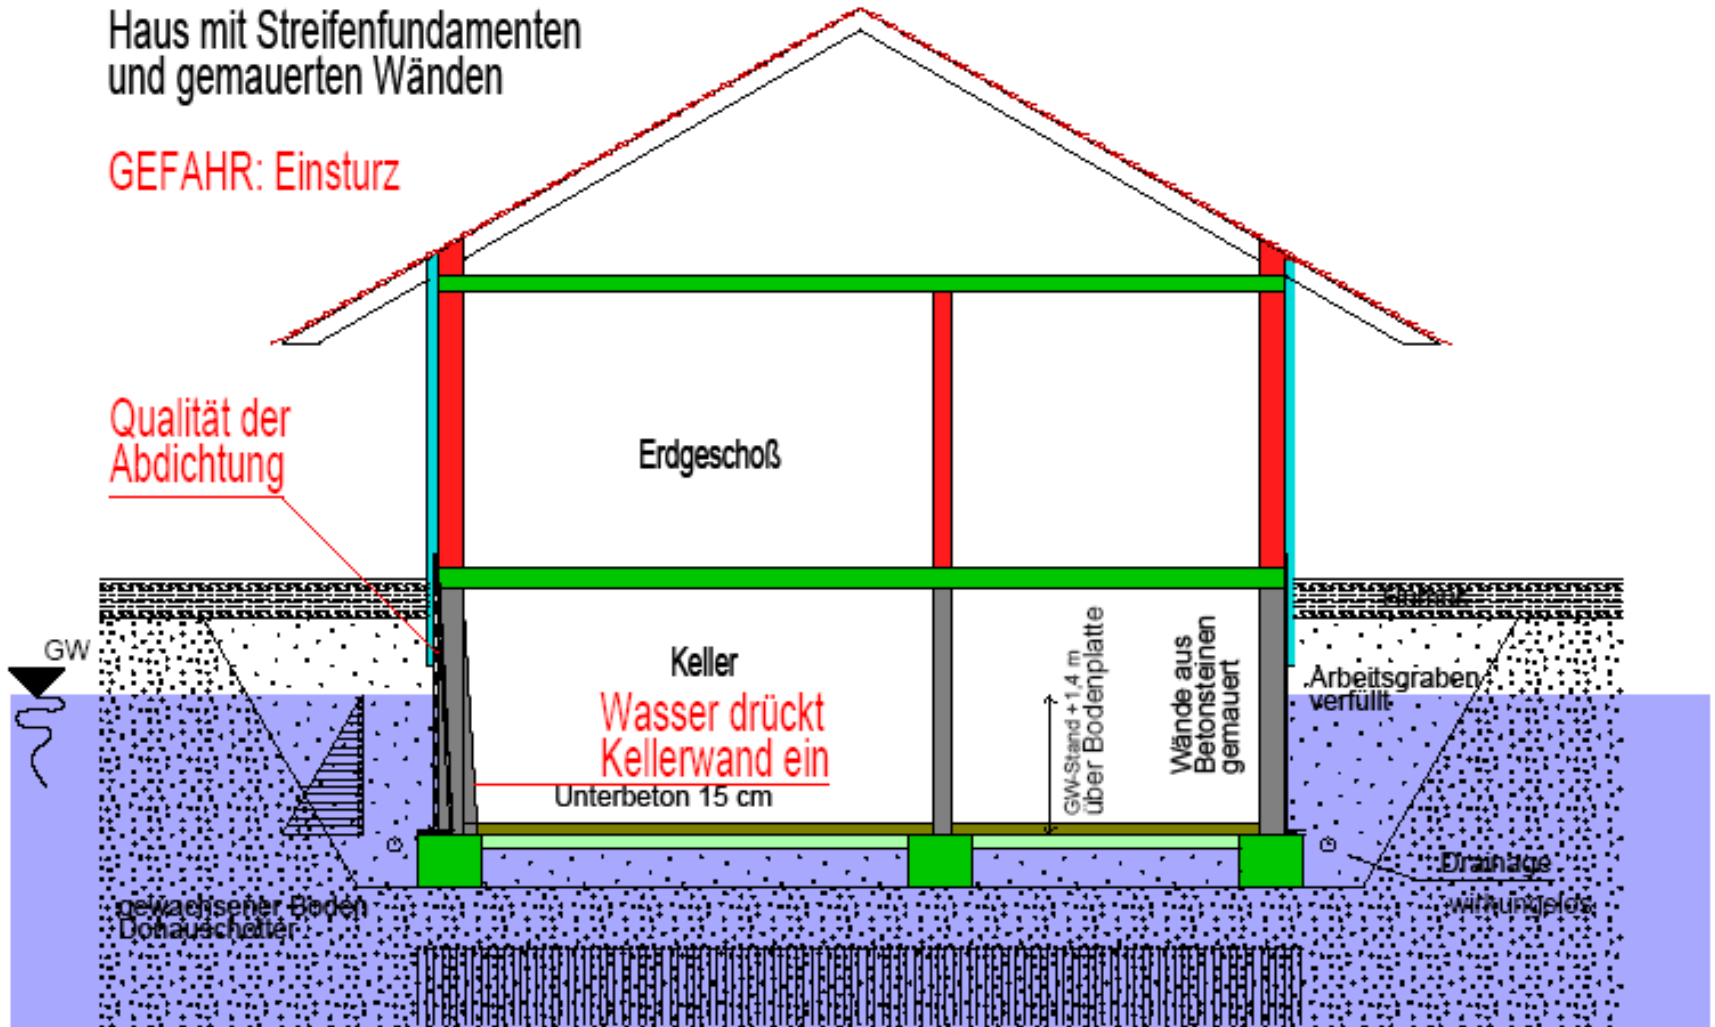 Haus mit Streifenfundamenten
und gemauerten Wänden
GEFAHR: Einsturz
Qualität der
Abdichtung
Erdgeschoß
GW
Keller
Wasser drückt
Kellerwand ein
Unterbeton 15 cm
GW-Stand + 1,4 m
über Bodenplatte
Wände aus
Betonsteinen
gemauert
Arbeitsgraben
verfüllt
Drainage
wirkungslos
gewachsener Boden
Donauschotter